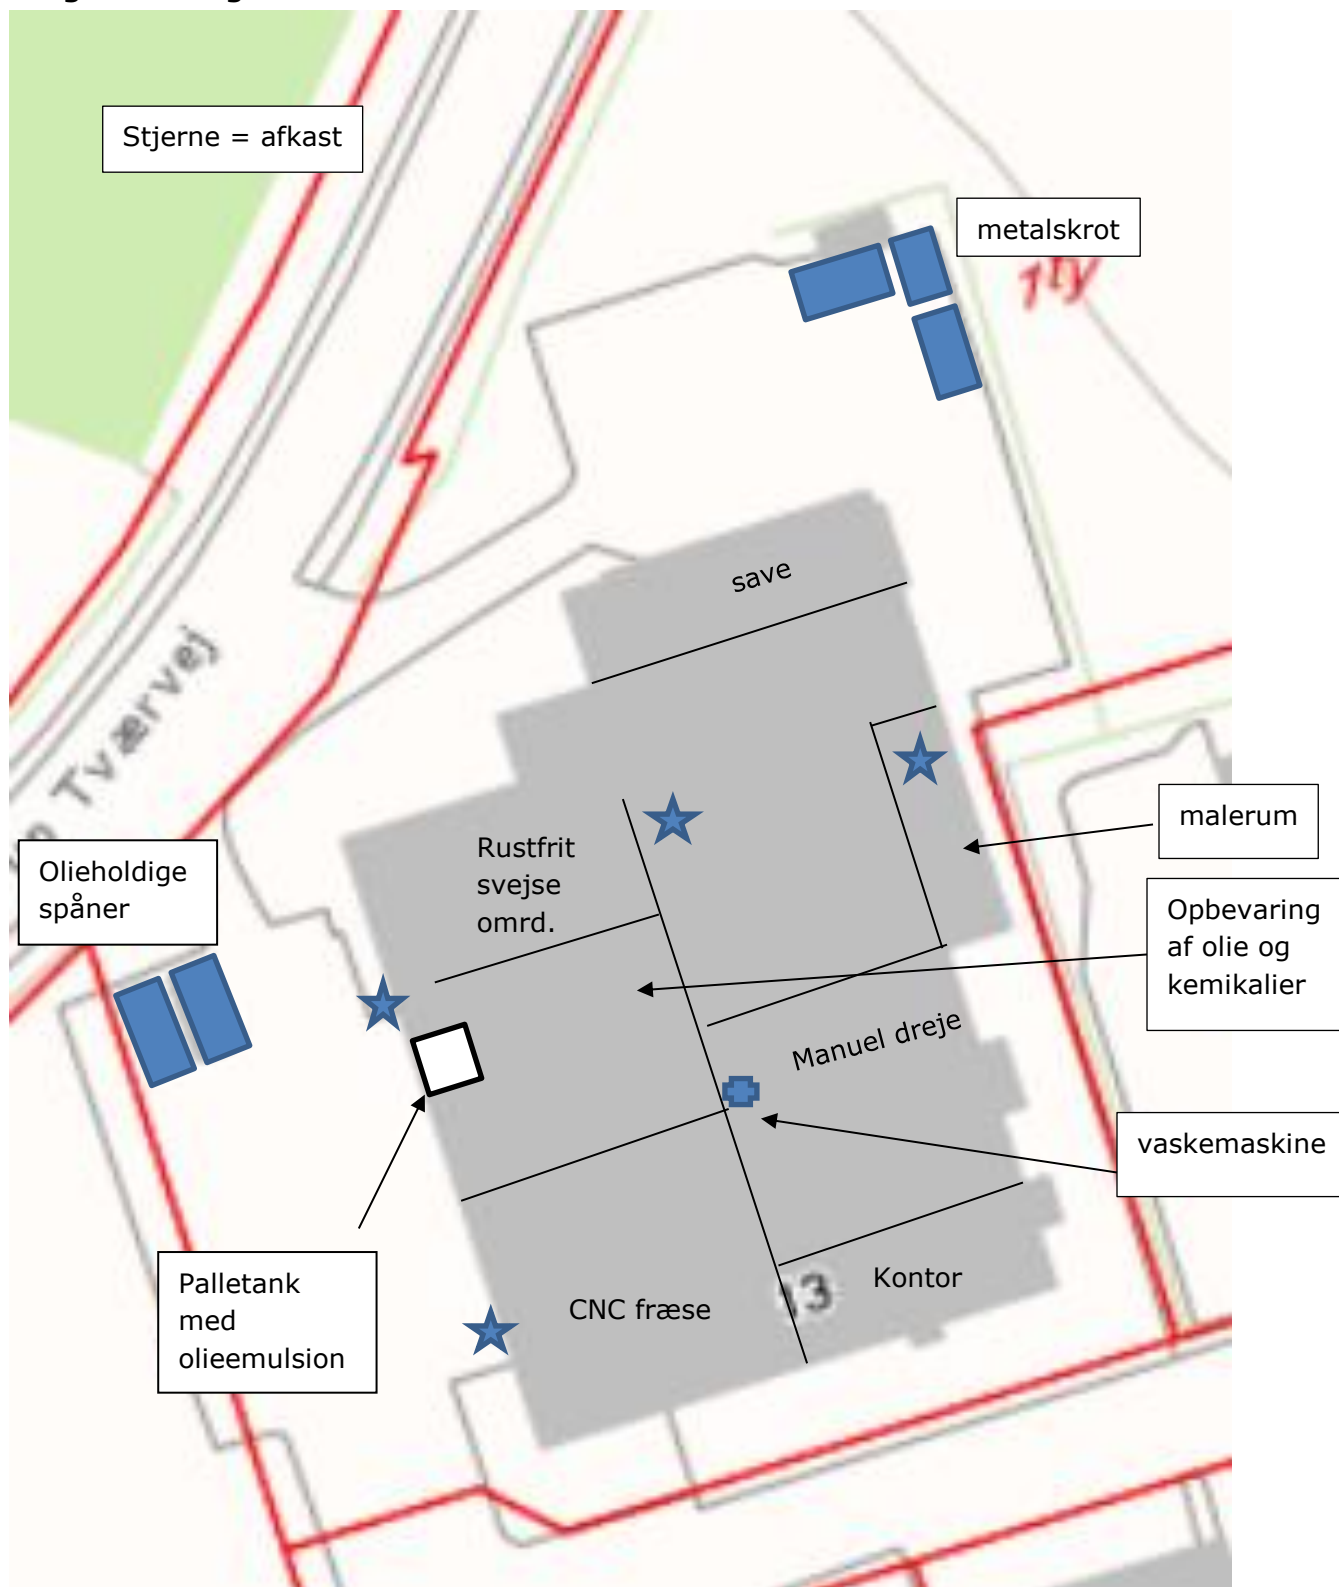 Stjerne = afkast
metalskrot
7ty
save
Tværvej
malerum
Rustfrit
svejse
omrd.
Olieholdige
spåner
Opbevaring
af olie og
kemikalier
Manuel dreje
vaskemaskine
Palletank
med
olieemulsion
Kontor
CNC fræse
13